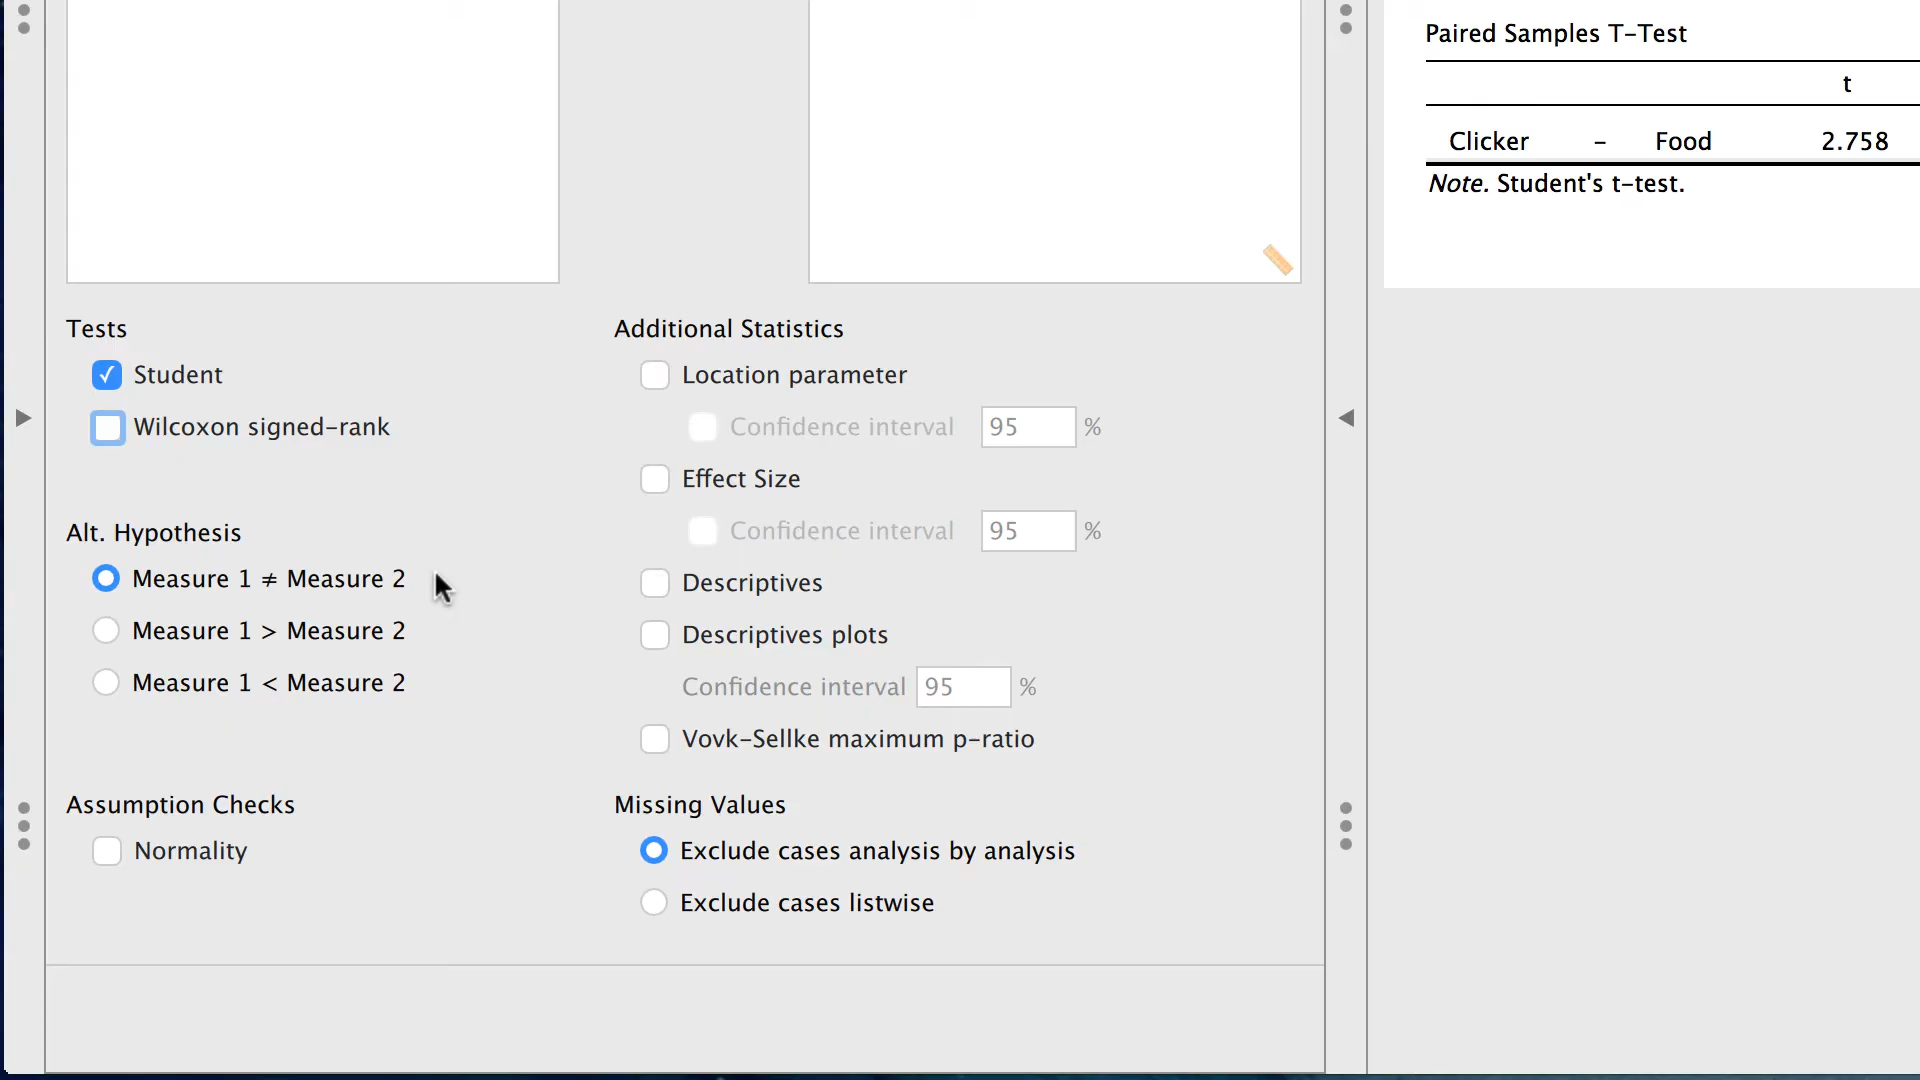 Tests
Student
Wilcoxon signed-rank
Alt. Hypothesis
Measure 1 ≠ Measure 2
Measure 1 > Measure 2
Measure 1 < Measure 2
Assumption Checks
Normality
Additional Statistics
Location parameter
Confidence interval 95 %
Effect Size
Confidence interval 95 %
Descriptives
Descriptives plots
Confidence interval 95 %
Vovk-Sellke maximum p-ratio
Missing Values
Exclude cases analysis by analysis
Exclude cases listwise
Paired Samples T-Test
t
Clicker - Food 2.758
Note. Student's t-test.